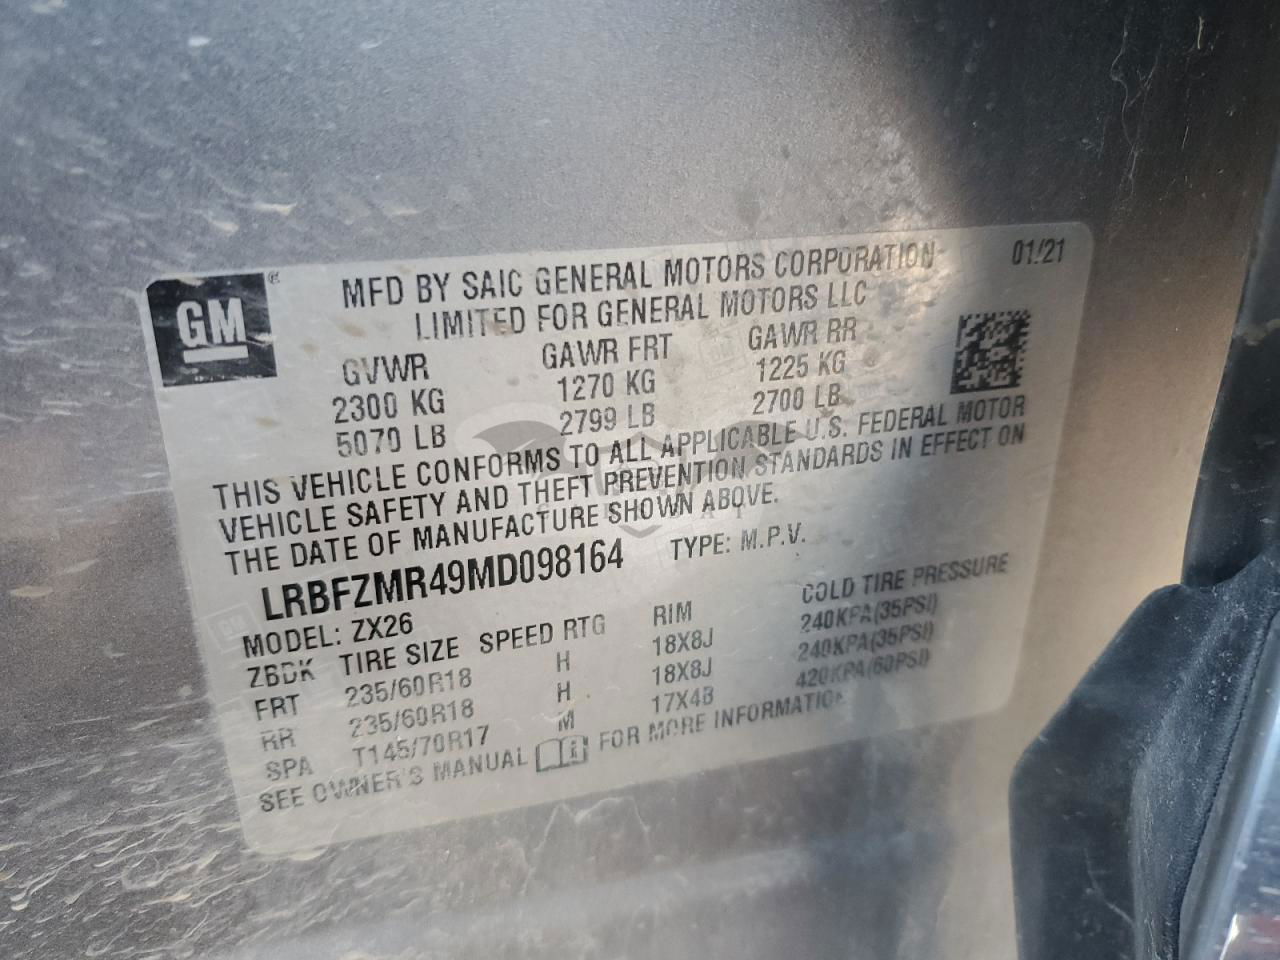 GM ®
MFD BY SAIC GENERAL MOTORS CORPORATION
01/21
LIMITED FOR GENERAL MOTORS LLC
GVWR GAWR FRT GAWR RR
2300 KG 1270 KG 1225 KG
5070 LB 2799 LB 2700 LB
THIS VEHICLE CONFORMS TO ALL APPLICABLE U.S. FEDERAL MOTOR
VEHICLE SAFETY AND THEFT PREVENTION STANDARDS IN EFFECT ON
THE DATE OF MANUFACTURE SHOWN ABOVE.
LRBFZMR49MD098164 TYPE: M.P.V.
MODEL: ZX26
ZBDK TIRE SIZE SPEED RTG RIM COLD TIRE PRESSURE
FRT 235/60R18 H 18X8J 240KPA(35PSI)
RR 235/60R18 H 18X8J 240KPA(35PSI)
SPA T145/70R17 M 17X4B 420KPA(60PSI)
SEE OWNER'S MANUAL FOR MORE INFORMATION